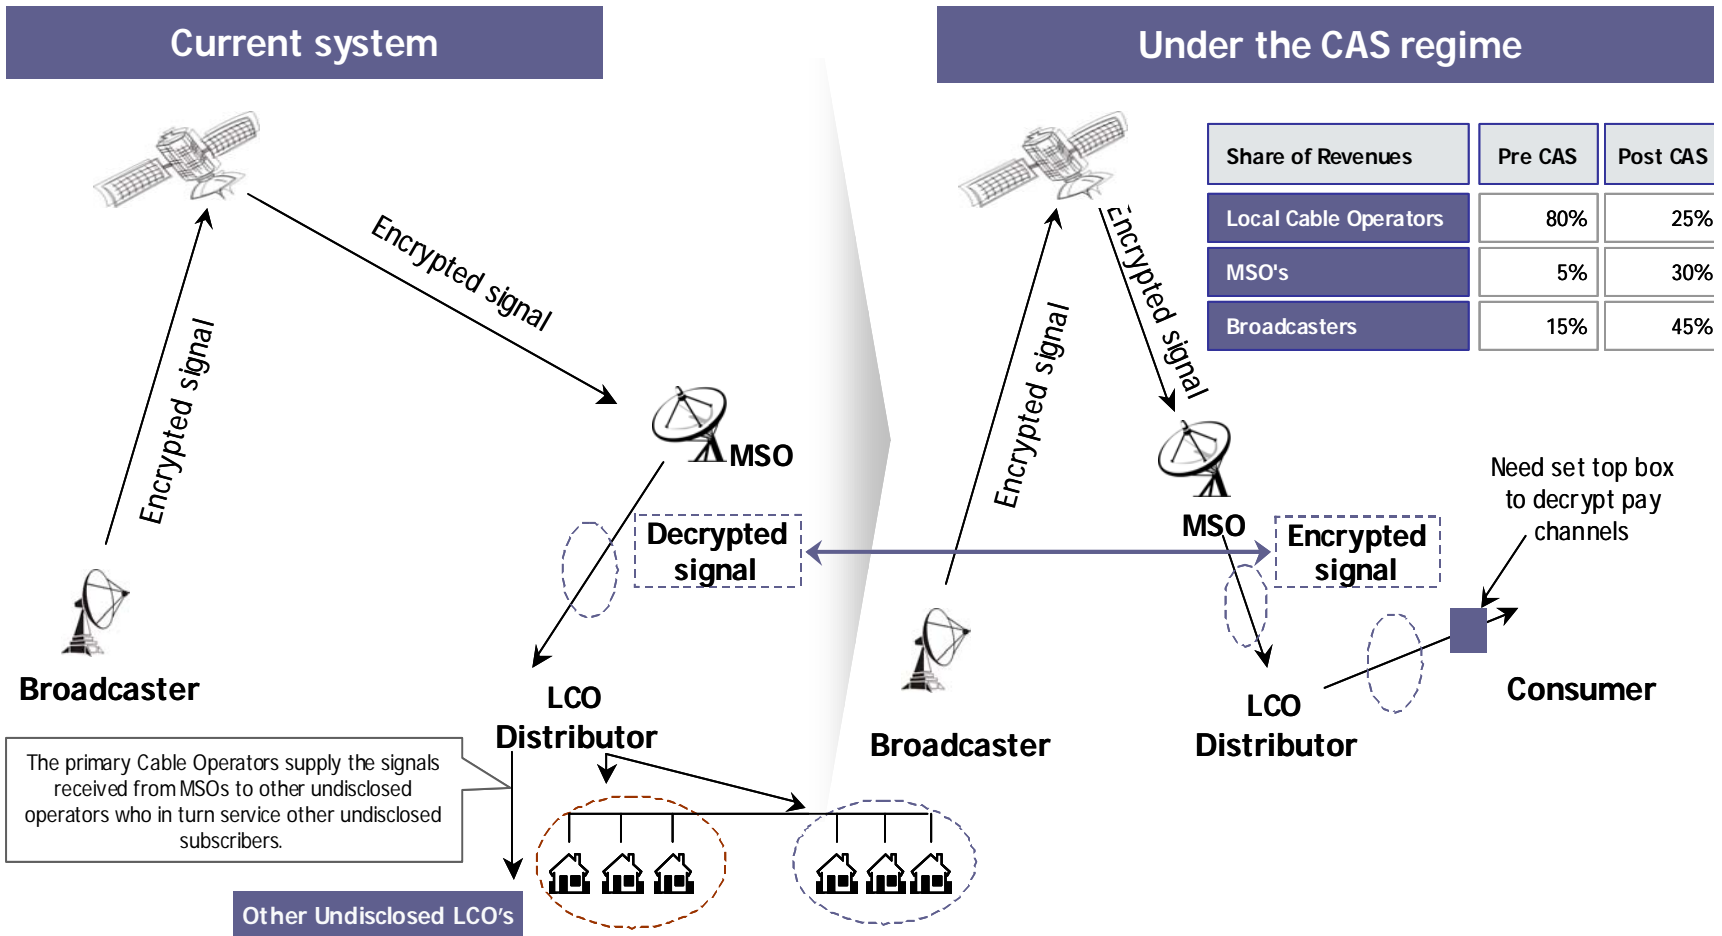 Current system
Encrypted signal
Encrypted signal
MSO
Decrypted
signal
Broadcaster
LCO
Distributor
The primary Cable Operators supply the signals
received from MSOs to other undisclosed
operators who in turn service other undisclosed
subscribers.
Other Undisclosed LCO's
Under the CAS regime
Share of Revenues Pre CAS Post CAS
Local Cable Operators 80% 25%
MSO's 5% 30%
Broadcasters 15% 45%
Encrypted signal
Encrypted signal
MSO
Encrypted
signal
Need set top box
to decrypt pay
channels
Broadcaster
LCO
Distributor
Consumer